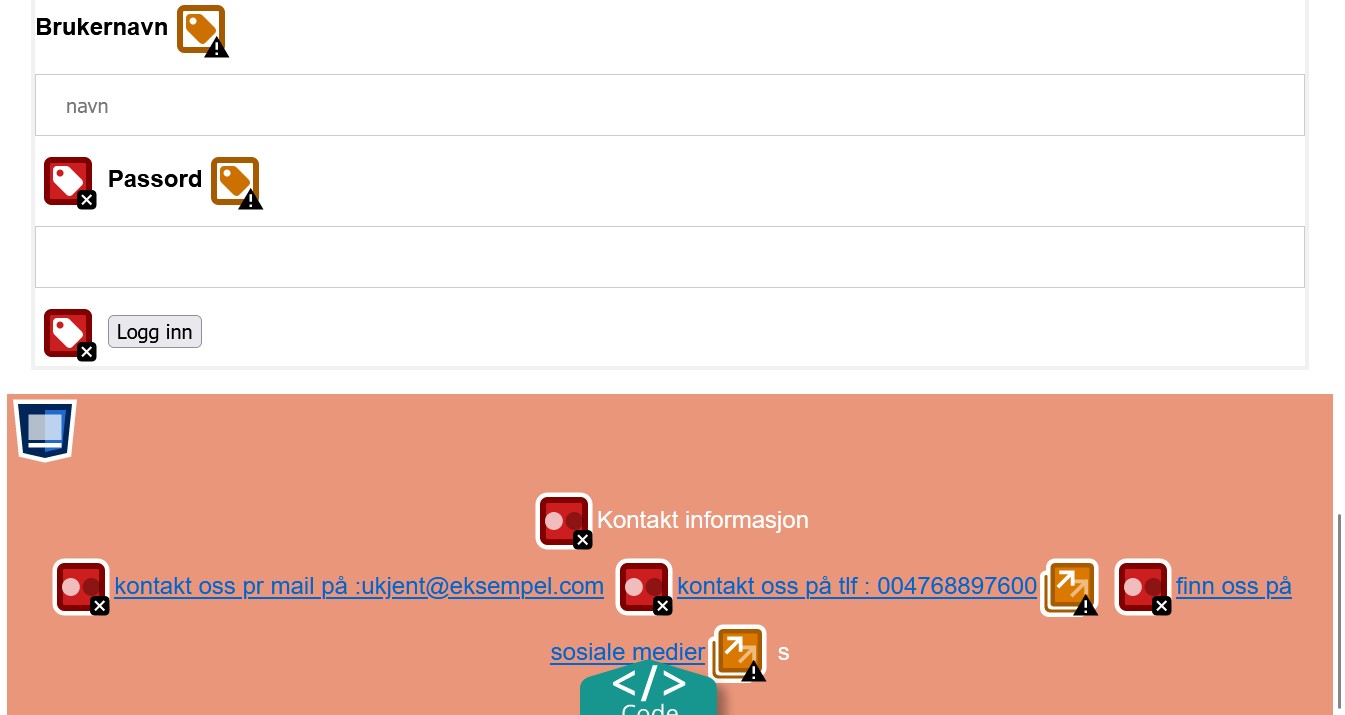 Brukernavn
navn
Passord
Logg inn
Kontakt informasjon
kontakt oss pr mail på :ukjent@eksempel.com kontakt oss på tlf : 004768897600 finn oss på
sosiale medier s
</>
Code